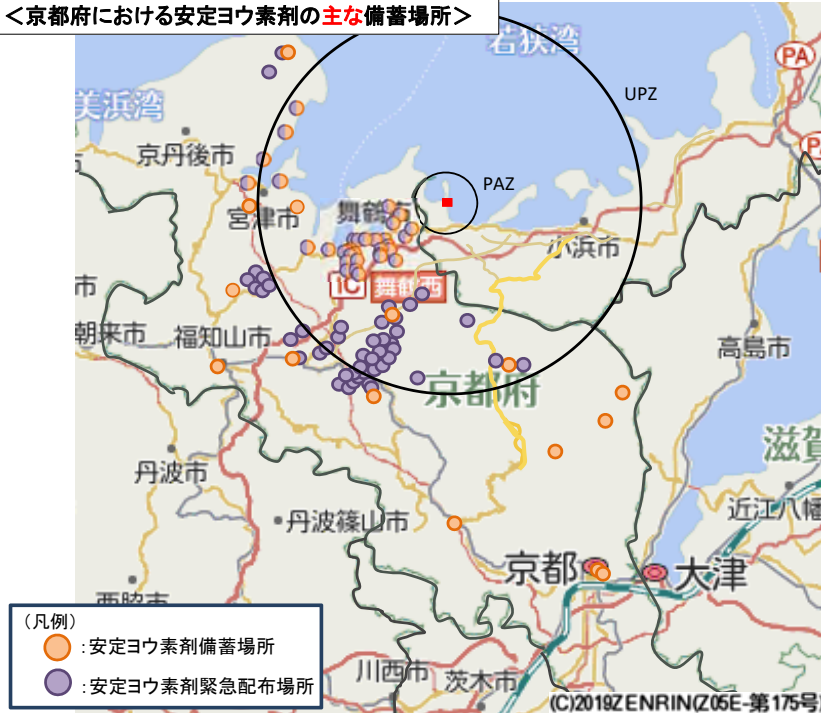 ＜京都府における安定ヨウ素剤の主な備蓄場所＞
若狭湾
PA
UPZ
美浜湾
京丹後市
PAZ
宮津市
舞鶴市
小浜市
IC 舞鶴西
市
朝来市
福知山市
高島市
京都府
滋賀
丹波市
近江八幡
丹波篠山市
京都
大津
西脇市
（凡例）
：安定ヨウ素剤備蓄場所
：安定ヨウ素剤緊急配布場所
川西市
茨木市
(C)2019ZENRIN(Z05E-第175号)